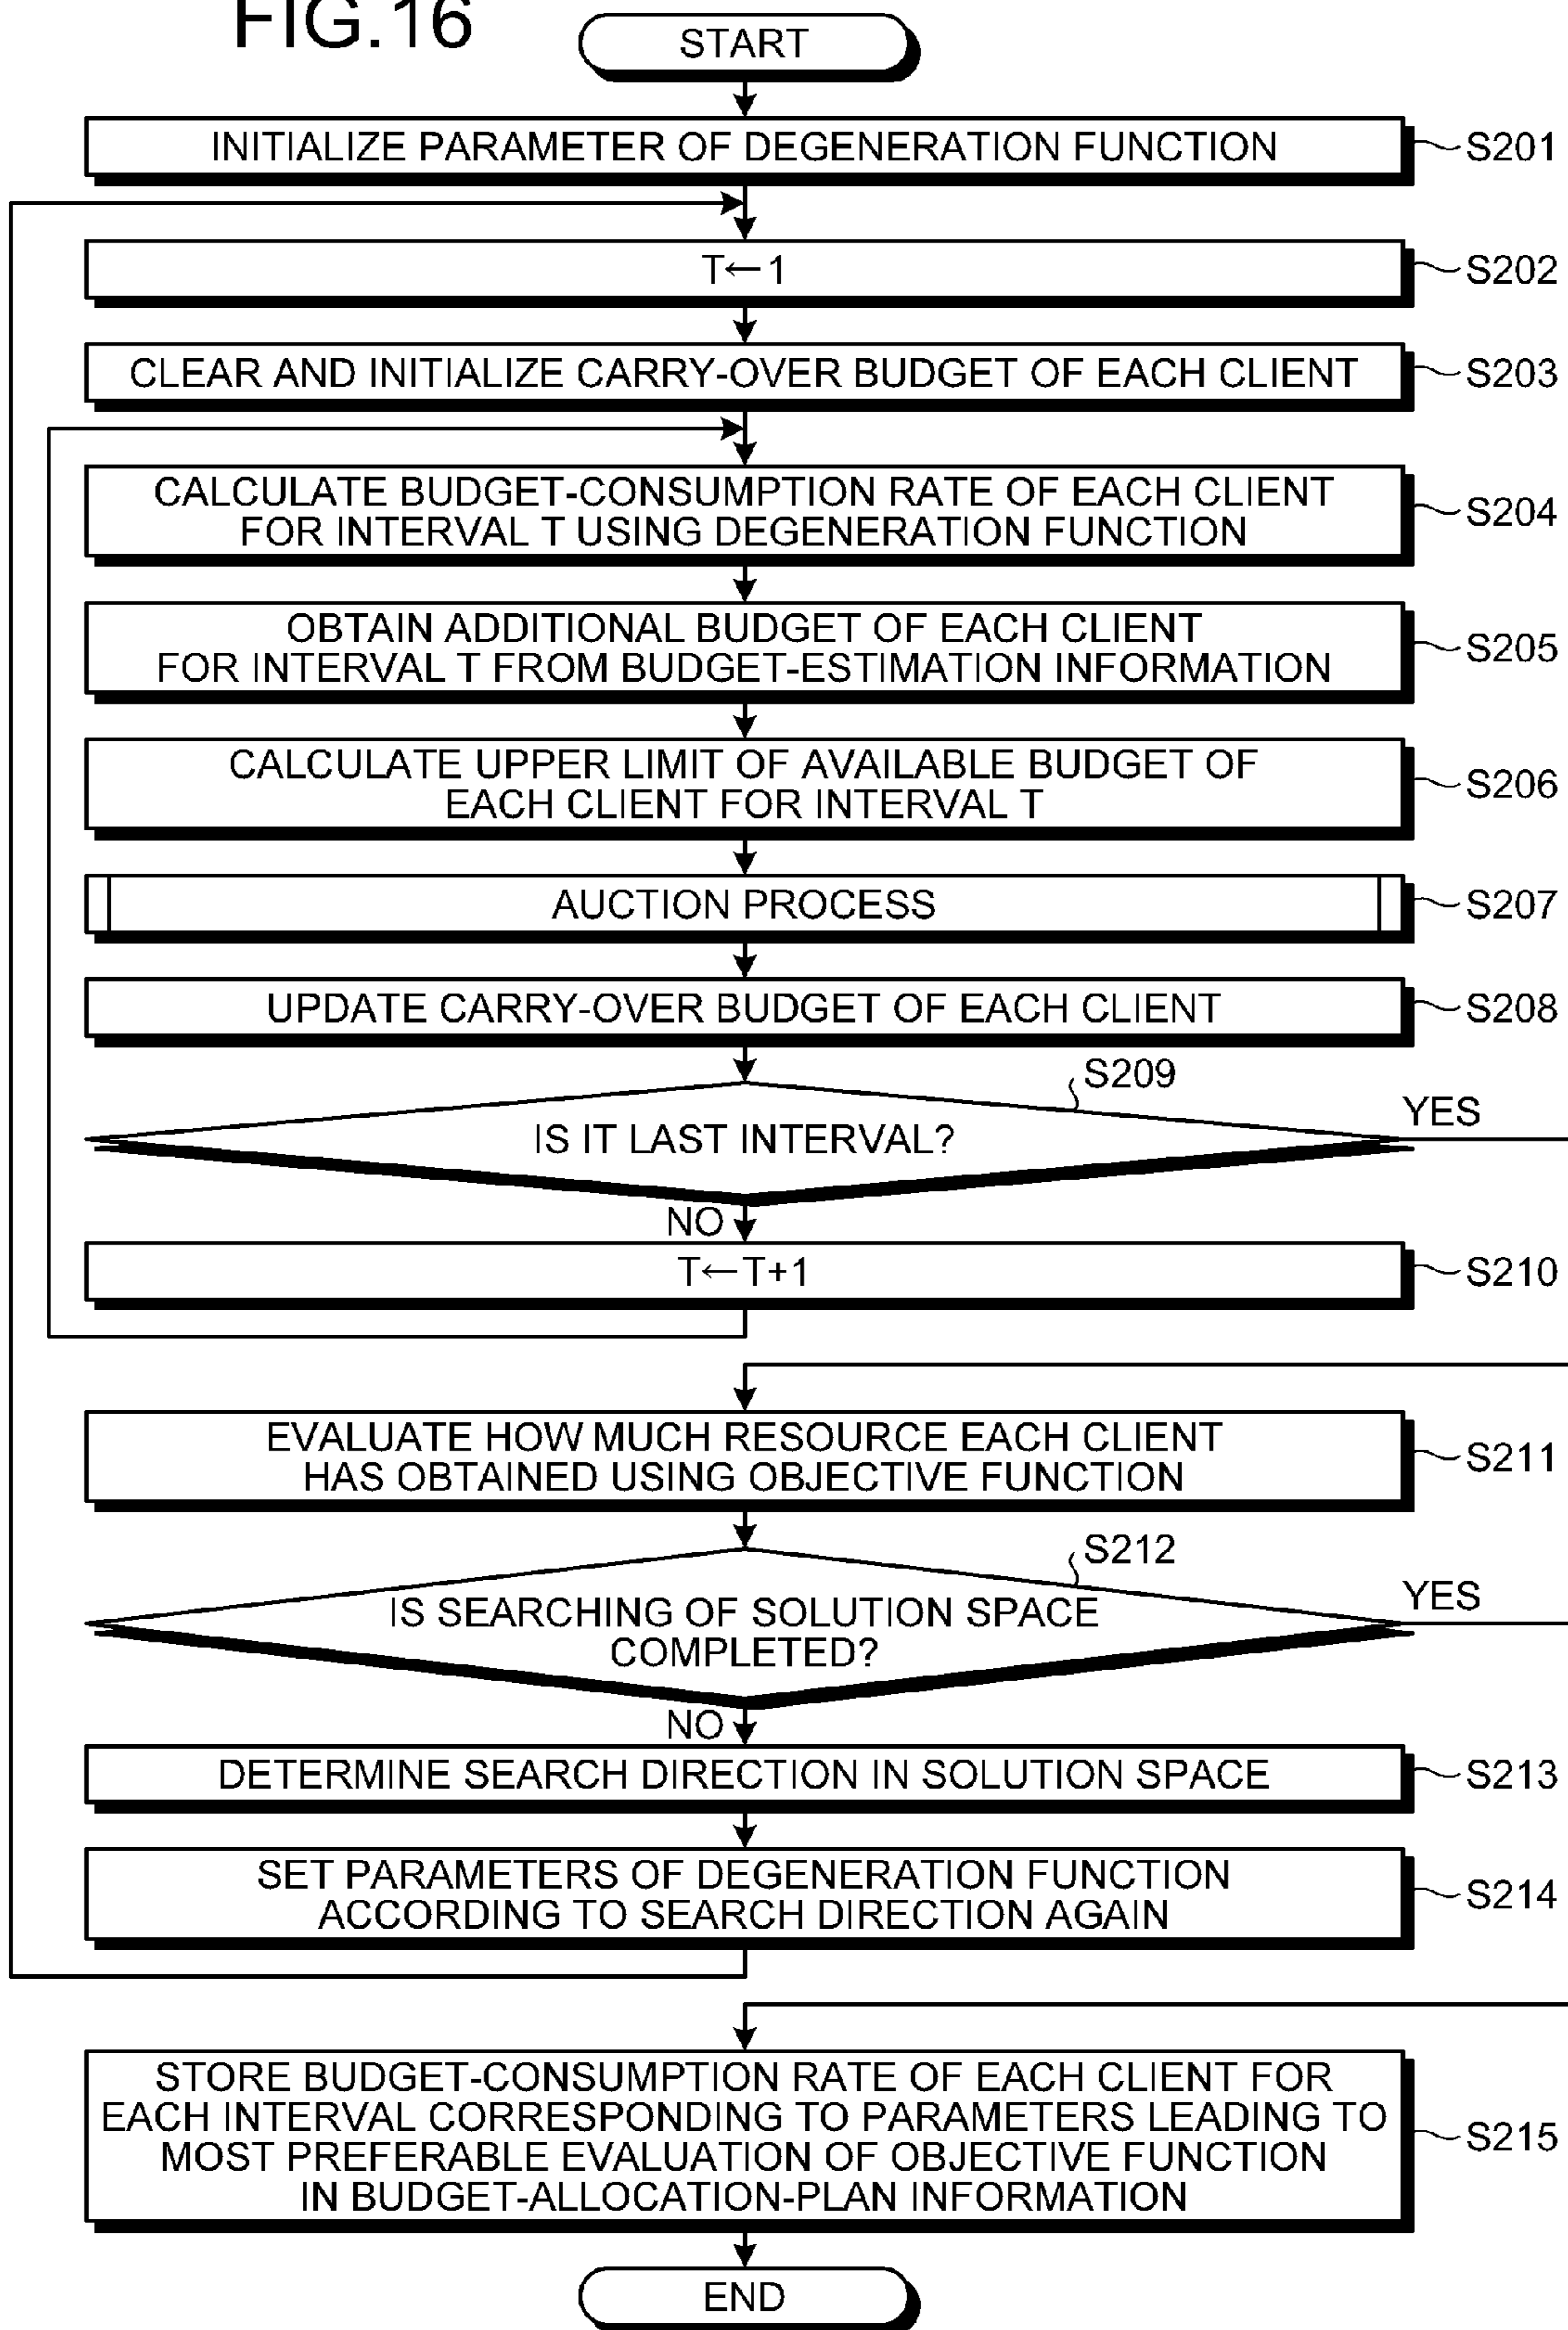 FIG.16
START
INITIALIZE PARAMETER OF DEGENERATION FUNCTION
S201
T←1
S202
CLEAR AND INITIALIZE CARRY-OVER BUDGET OF EACH CLIENT
S203
CALCULATE BUDGET-CONSUMPTION RATE OF EACH CLIENT
FOR INTERVAL T USING DEGENERATION FUNCTION
S204
OBTAIN ADDITIONAL BUDGET OF EACH CLIENT
FOR INTERVAL T FROM BUDGET-ESTIMATION INFORMATION
S205
CALCULATE UPPER LIMIT OF AVAILABLE BUDGET OF
EACH CLIENT FOR INTERVAL T
S206
AUCTION PROCESS
S207
UPDATE CARRY-OVER BUDGET OF EACH CLIENT
S208
S209
IS IT LAST INTERVAL?
YES
NO
T←T+1
S210
EVALUATE HOW MUCH RESOURCE EACH CLIENT
HAS OBTAINED USING OBJECTIVE FUNCTION
S211
S212
IS SEARCHING OF SOLUTION SPACE
COMPLETED?
YES
NO
DETERMINE SEARCH DIRECTION IN SOLUTION SPACE
S213
SET PARAMETERS OF DEGENERATION FUNCTION
ACCORDING TO SEARCH DIRECTION AGAIN
S214
STORE BUDGET-CONSUMPTION RATE OF EACH CLIENT FOR
EACH INTERVAL CORRESPONDING TO PARAMETERS LEADING TO
MOST PREFERABLE EVALUATION OF OBJECTIVE FUNCTION
IN BUDGET-ALLOCATION-PLAN INFORMATION
S215
END